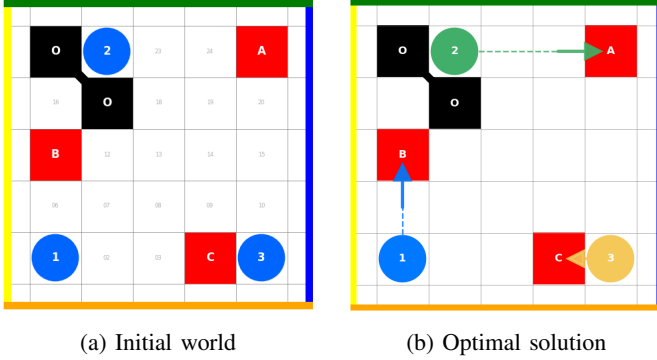 O 2 23 24 A
16 O 18 19 20
B 12 13 14 15
06 07 08 09 10
1 02 03 C 3
(a) Initial world
O 2 A
O
B
1 C 3
(b) Optimal solution